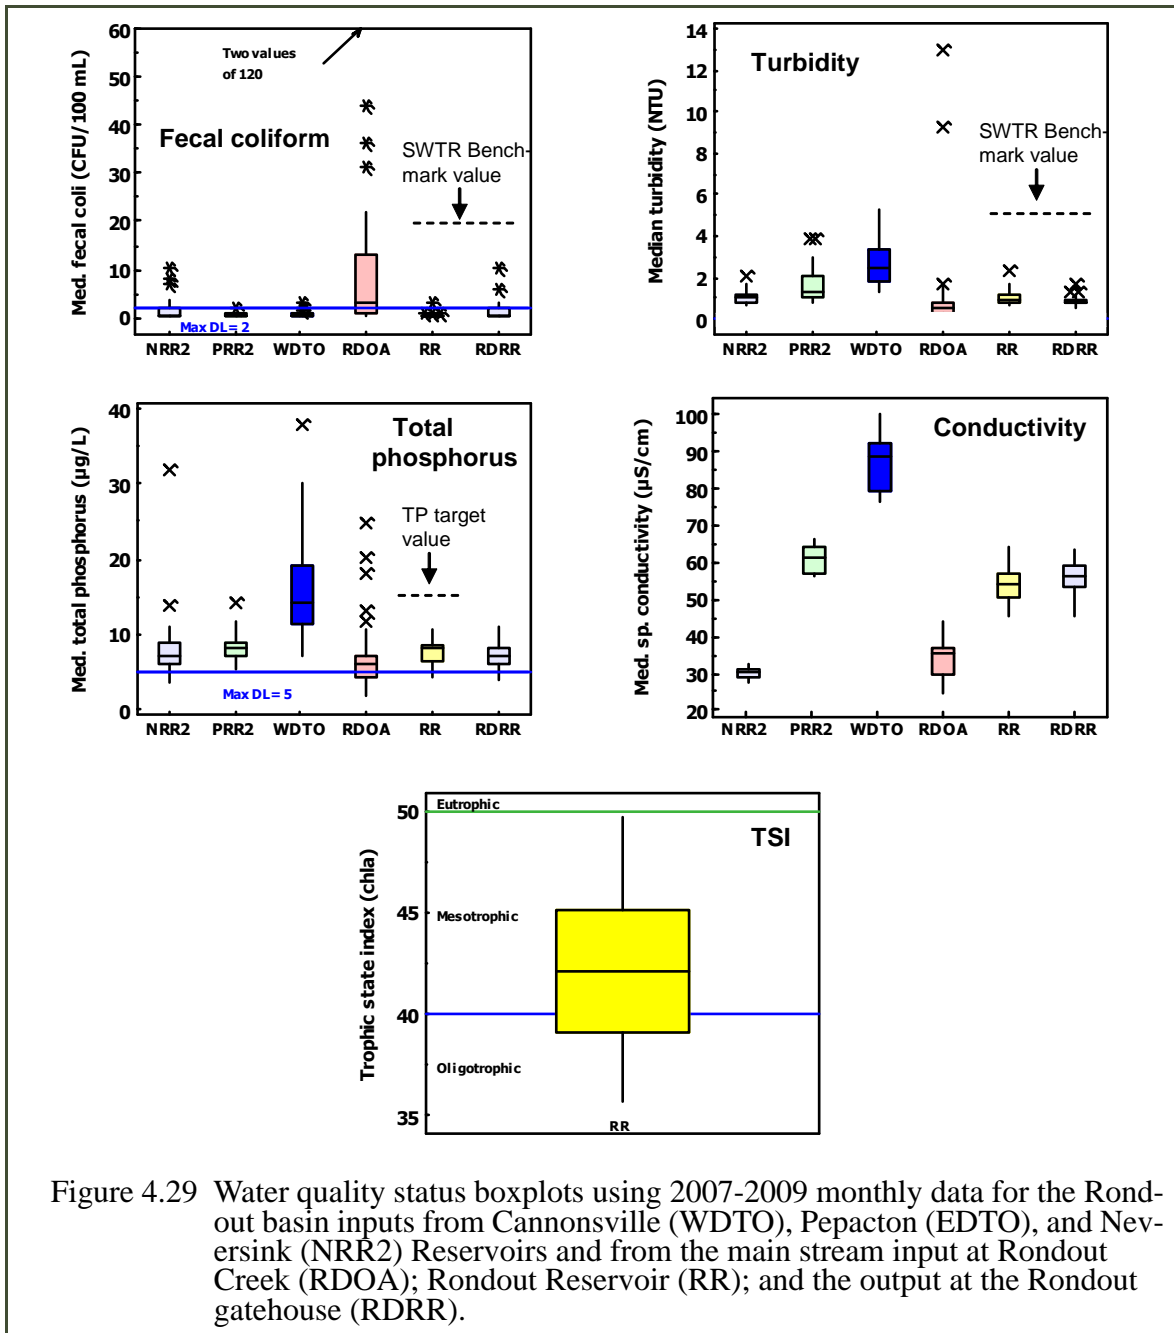 Med. fecal coli (CFU/100 mL)
60
50
40
30
20
10
0
Two values
of 120
Fecal coliform
SWTR Bench-
mark value
Max DL= 2
NRR2 PRR2 WDTO RDOA RR RDRR
Median turbidity (NTU)
14
12
10
8
6
4
2
0
Turbidity
SWTR Bench-
mark value
NRR2 PRR2 WDTO RDOA RR RDRR
Med. total phosphorus (µg/L)
40
30
20
10
0
Total
phosphorus
TP target
value
Max DL= 5
NRR2 PRR2 WDTO RDOA RR RDRR
Med. sp. conductivity (µS/cm)
100
90
80
70
60
50
40
30
20
Conductivity
NRR2 PRR2 WDTO RDOA RR RDRR
Trophic state index (chla)
50
45
40
35
Eutrophic
TSI
Mesotrophic
Oligotrophic
RR
Figure 4.29 Water quality status boxplots using 2007-2009 monthly data for the Rond-
out basin inputs from Cannonsville (WDTO), Pepacton (EDTO), and Nev-
ersink (NRR2) Reservoirs and from the main stream input at Rondout
Creek (RDOA); Rondout Reservoir (RR); and the output at the Rondout
gatehouse (RDRR).